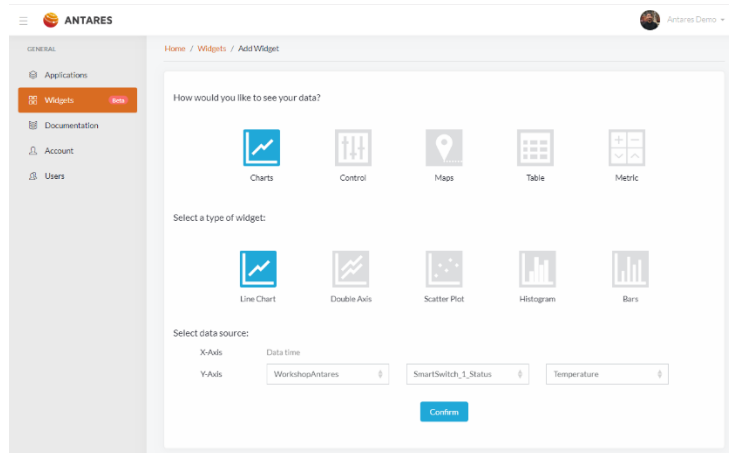 ANTARES
Antares Demo
GENERAL
Applications
Widgets Beta
Documentation
Account
Users
Home / Widgets / Add Widget
How would you like to see your data?
Charts Control Maps Table Metric
Select a type of widget:
Line Chart Double Axis Scatter Plot Histogram Bars
Select data source:
X-Axis Data time
Y-Axis WorkshopAntares SmartSwitch_1_Status Temperature
Confirm